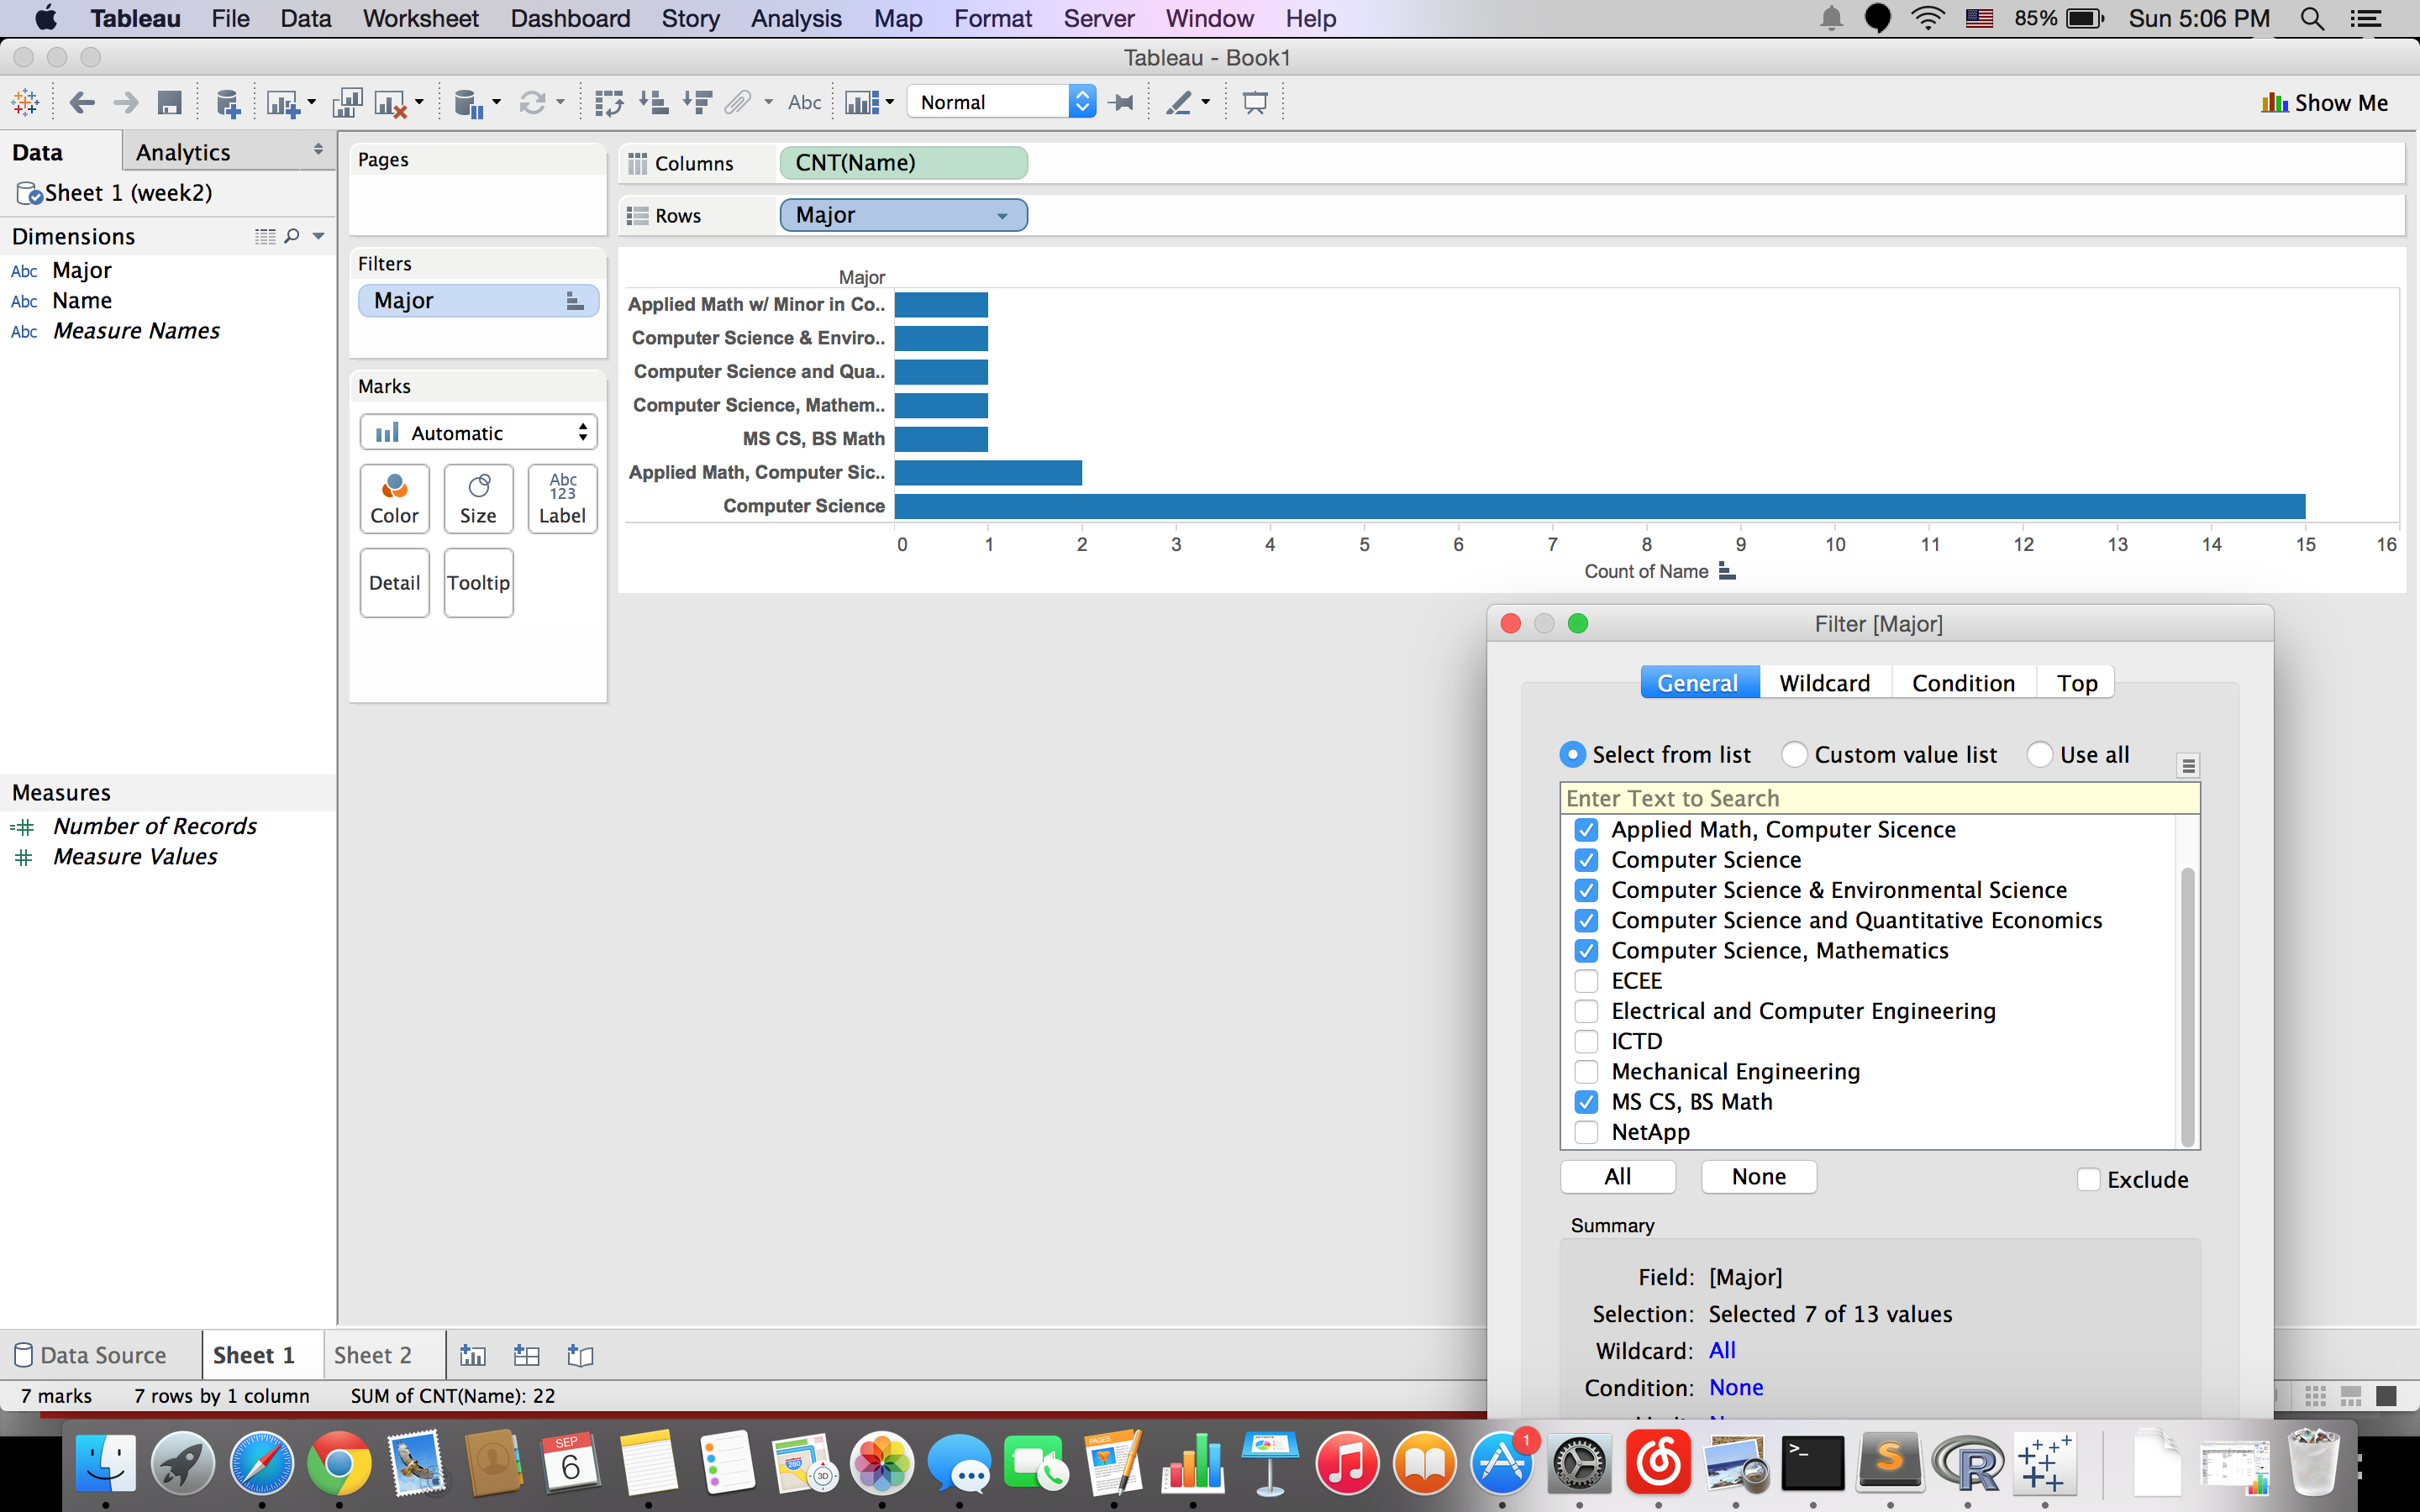 Tableau File Data Worksheet Dashboard Story Analysis Map Format Server Window Help 85% Sun 5:06 PM
Tableau - Book1
Abc Normal Show Me
Data Analytics
Sheet 1 (week2)
Dimensions
Abc Major
Abc Name
Abc Measure Names
Measures
Number of Records
Measure Values
Pages
Filters
Major
Marks
Automatic
Color Size Abc 123 Label
Detail Tooltip
Columns CNT(Name)
Rows Major
Major
Applied Math w/ Minor in Co..
Computer Science & Enviro..
Computer Science and Qua..
Computer Science, Mathem..
MS CS, BS Math
Applied Math, Computer Sic..
Computer Science
0 1 2 3 4 5 6 7 8 9 10 11 12 13 14 15 16
Count of Name
Filter [Major]
General Wildcard Condition Top
Select from list Custom value list Use all
Enter Text to Search
Applied Math, Computer Sicence
Computer Science
Computer Science & Environmental Science
Computer Science and Quantitative Economics
Computer Science, Mathematics
ECEE
Electrical and Computer Engineering
ICTD
Mechanical Engineering
MS CS, BS Math
NetApp
All None Exclude
Summary
Field: [Major]
Selection: Selected 7 of 13 values
Wildcard: All
Condition: None
Data Source Sheet 1 Sheet 2
7 marks 7 rows by 1 column SUM of CNT(Name): 22
SEP
6
280
3D
PAGES
1
>_
S
R